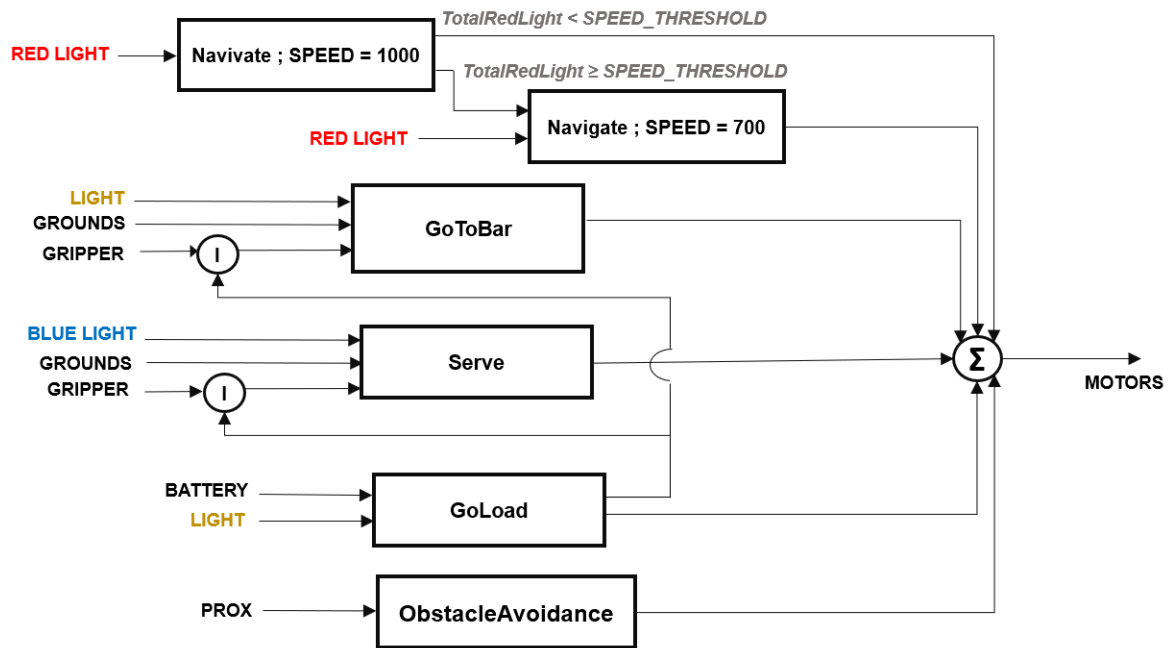 TotalRedLight < SPEED_THRESHOLD
RED LIGHT
Navivate ; SPEED = 1000
TotalRedLight ≥ SPEED_THRESHOLD
RED LIGHT
Navigate ; SPEED = 700
LIGHT
GROUNDS
GRIPPER
I
GoToBar
BLUE LIGHT
GROUNDS
GRIPPER
I
Serve
Σ
MOTORS
BATTERY
LIGHT
GoLoad
PROX
ObstacleAvoidance